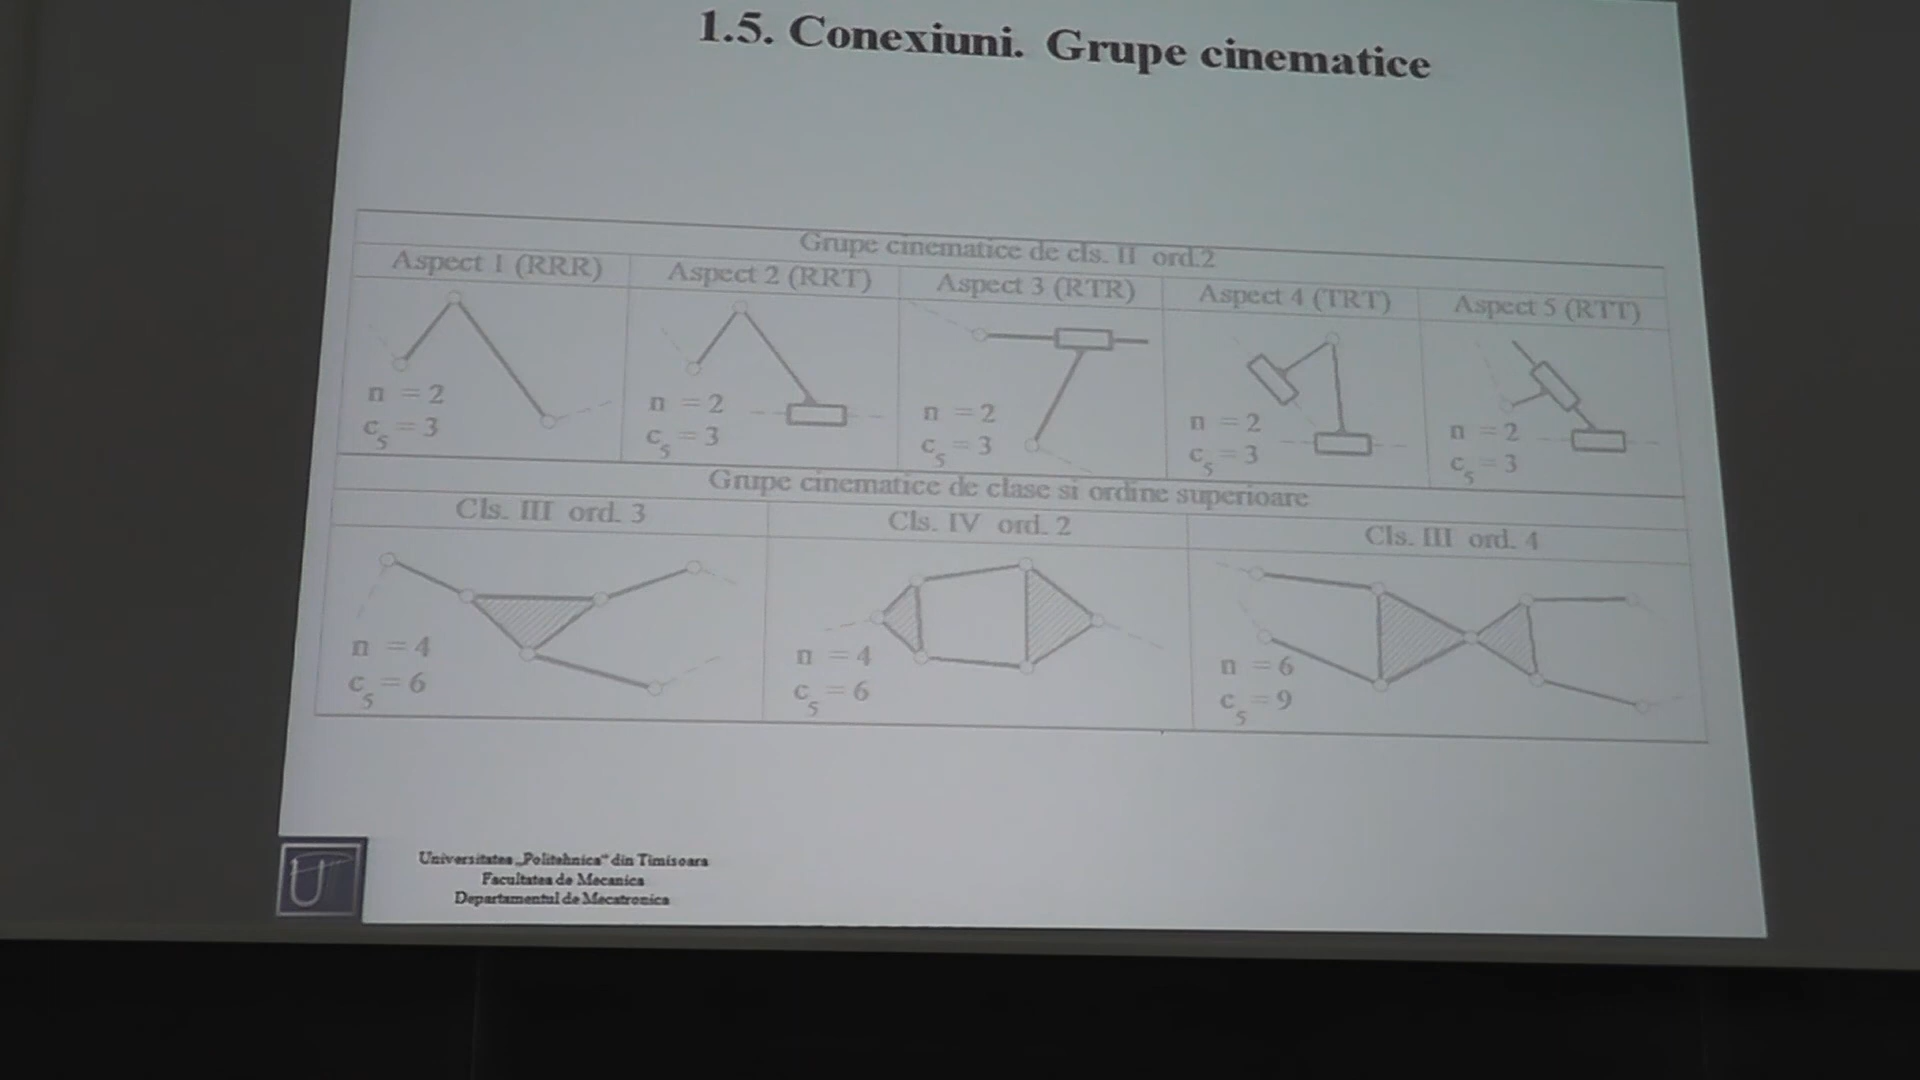 1.5. Conexiuni. Grupe cinematice
Grupe cinematice de cls. II ord.2
Aspect 1 (RRR) Aspect 2 (RRT) Aspect 3 (RTR) Aspect 4 (TRT) Aspect 5 (RTT)
n = 2 n = 2 n = 2 n = 2 n = 2
c5 = 3 c5 = 3 c5 = 3 c5 = 3 c5 = 3
Grupe cinematice de clase si ordine superioare
Cls. III ord. 3 Cls. IV ord. 2 Cls. III ord. 4
n = 4 n = 4 n = 6
c5 = 6 c5 = 6 c5 = 9
Universitatea „Politehnica“ din Timisoara
Facultatea de Mecanica
Departamentul de Mecatronica